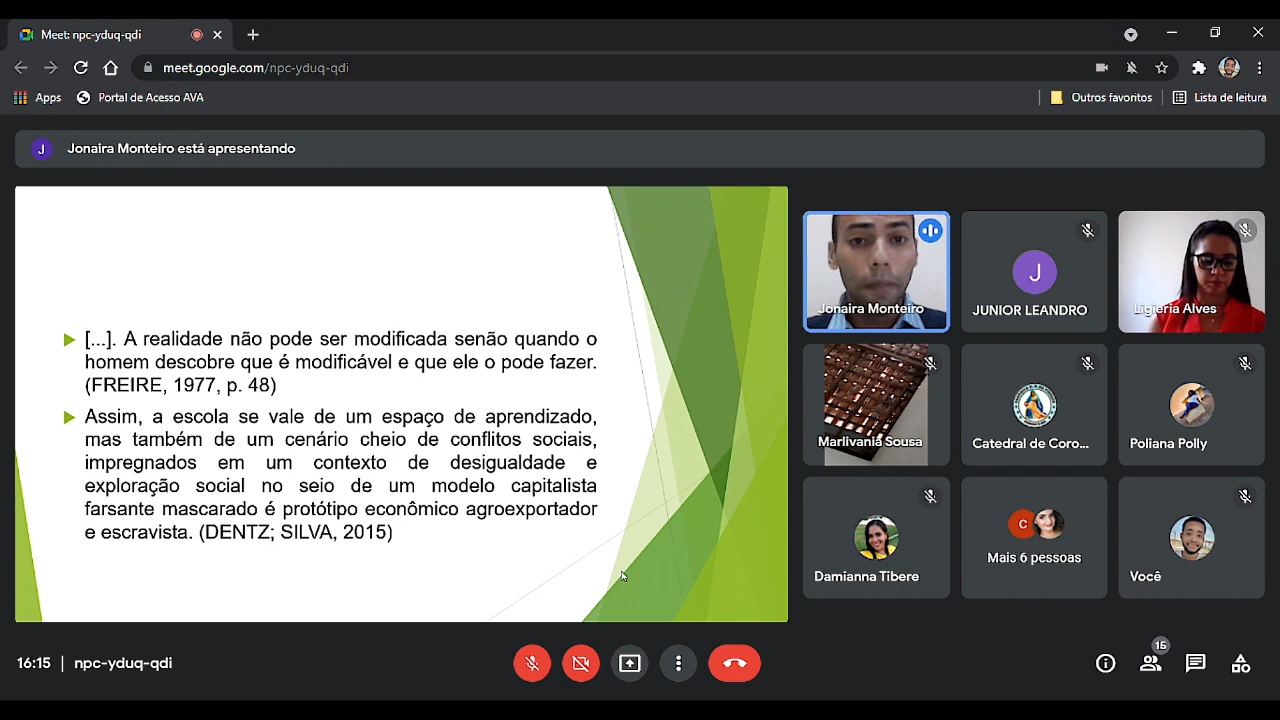 Meet: npc-yduq-qdi
meet.google.com/npc-yduq-qdi
Apps
Portal de Acesso AVA
Outros favoritos
Lista de leitura
J
Jonaira Monteiro está apresentando
[...]. A realidade não pode ser modificada senão quando o
homem descobre que é modificável e que ele o pode fazer.
(FREIRE, 1977, p. 48)
Assim, a escola se vale de um espaço de aprendizado,
mas também de um cenário cheio de conflitos sociais,
impregnados em um contexto de desigualdade e
exploração social no seio de um modelo capitalista
farsante mascarado é protótipo econômico agroexportador
e escravista. (DENTZ; SILVA, 2015)
Jonaira Monteiro
J
JUNIOR LEANDRO
Ligieria Alves
Marlivania Sousa
Catedral de Coro...
Poliana Polly
Damianna Tibere
C
Mais 6 pessoas
Você
16:15 | npc-yduq-qdi
15